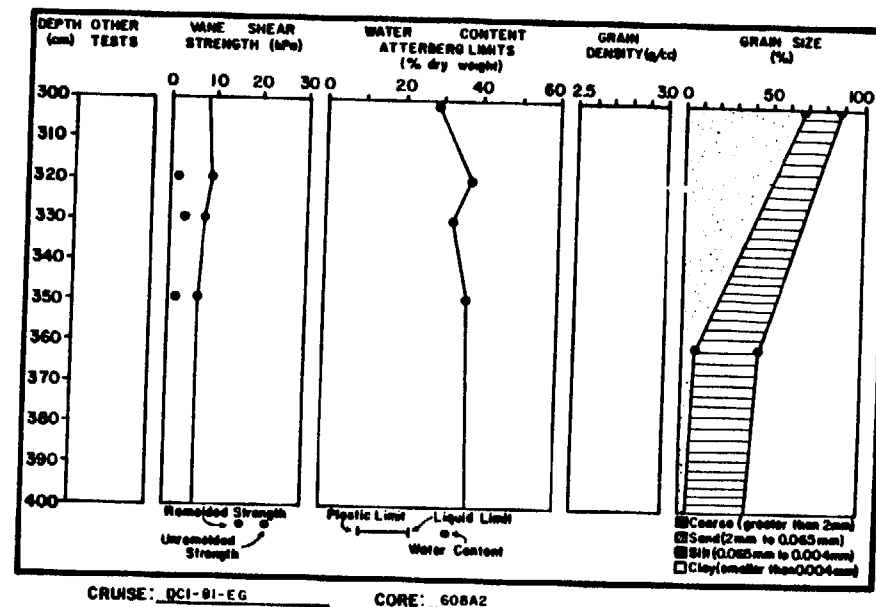 DEPTH OTHER
(cm) TESTS
VANE SHEAR
STRENGTH (kPa)
WATER CONTENT
ATTERBERG LIMITS
(% dry weight)
GRAIN
DENSITY (g/cc)
GRAIN SIZE
(%)
0 10 20 30
0 20 40 60
2.5 3.0
0 50 100
300
310
320
330
350
360
370
380
390
400
Remolded Strength
Unremolded
Strength
Plastic Limit
Liquid Limit
Water Content
Coarse (greater than 2mm)
Sand (2mm to 0.065mm)
Silt (0.065mm to 0.004mm)
Clay (smaller than 0.004mm)
CRUISE: DC1-81-EG
CORE: 608A2